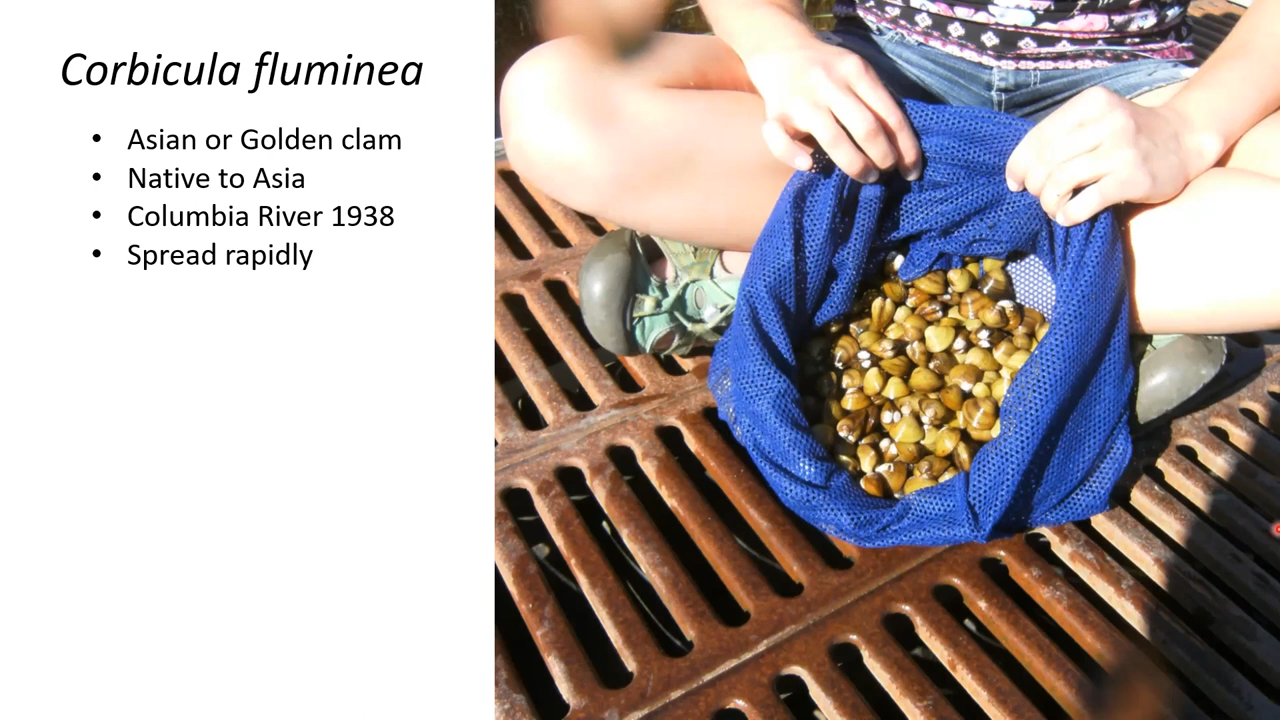 Corbicula fluminea
• Asian or Golden clam
• Native to Asia
• Columbia River 1938
• Spread rapidly